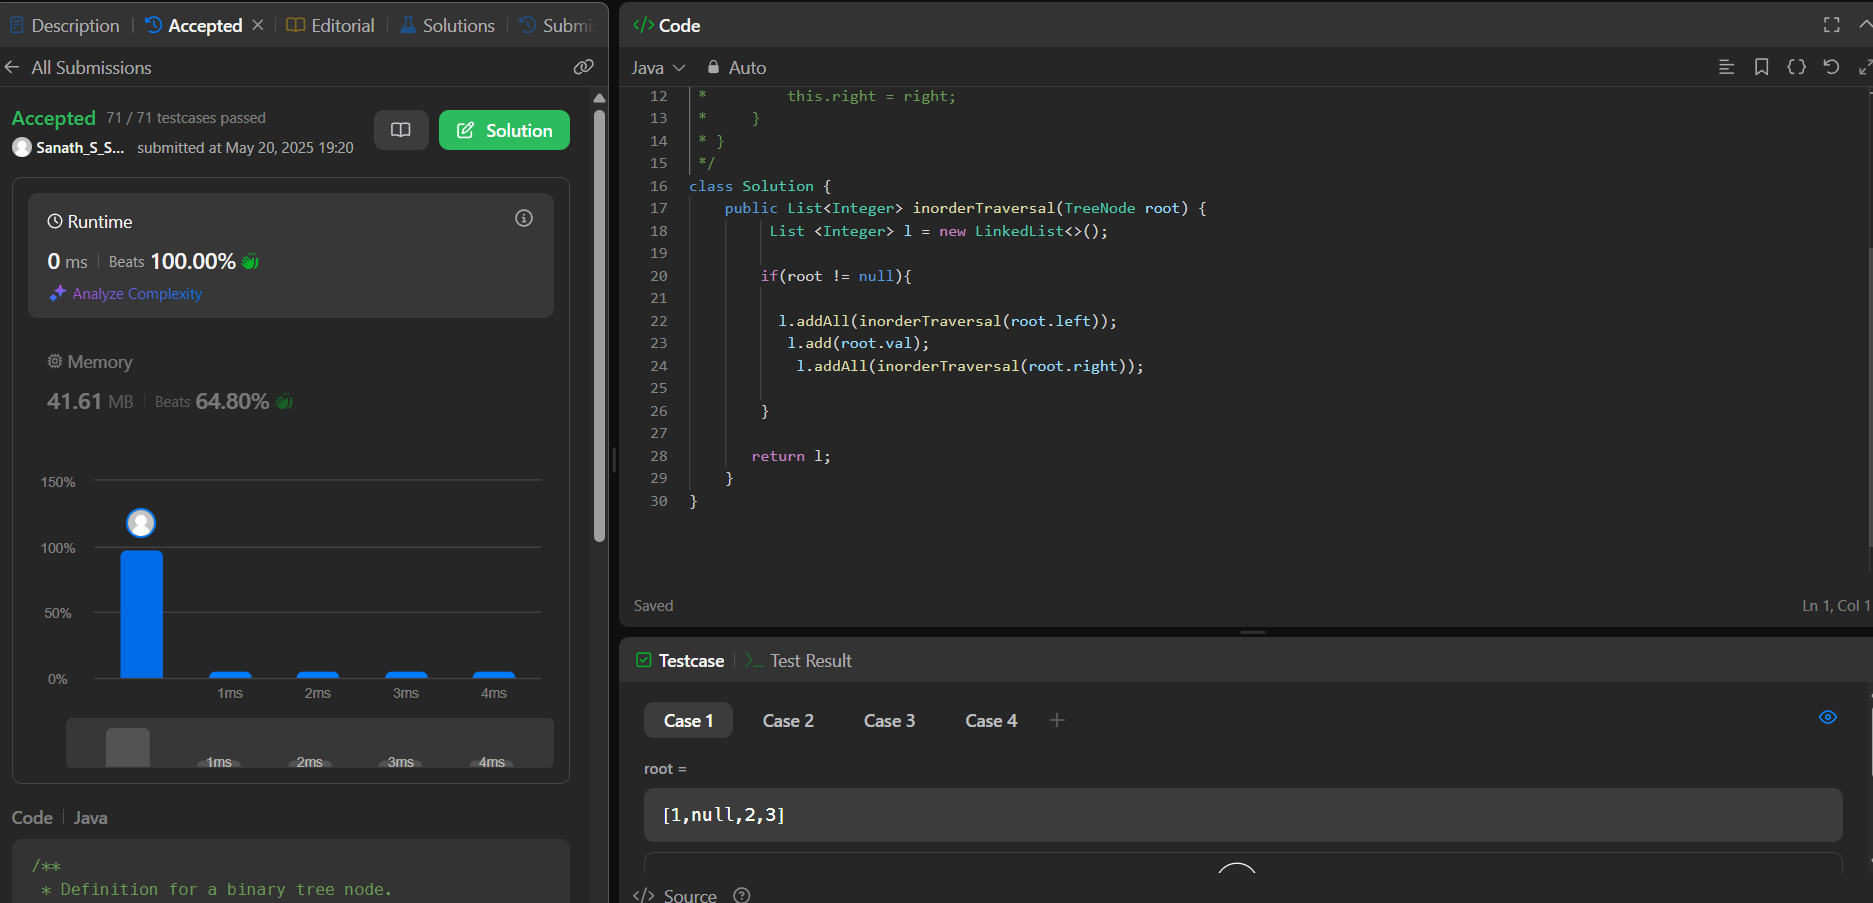 Description
Accepted
Editorial
Solutions
Submi
All Submissions
Accepted 71 / 71 testcases passed
Sanath_S_S... submitted at May 20, 2025 19:20
Solution
Runtime
0 ms Beats 100.00%
Analyze Complexity
Memory
41.61 MB Beats 64.80%
150%
100%
50%
0%
1ms 2ms 3ms 4ms
1ms 2ms 3ms 4ms
Code Java
/**
* Definition for a binary tree node.
</> Code
Java Auto
12 * this.right = right;
13 * }
14 * }
15 */
16 class Solution {
17 public List<Integer> inorderTraversal(TreeNode root) {
18 List <Integer> l = new LinkedList<>();
19
20 if(root != null){
21
22 l.addAll(inorderTraversal(root.left));
23 l.add(root.val);
24 l.addAll(inorderTraversal(root.right));
25
26 }
27
28 return l;
29 }
30 }
Saved Ln 1, Col 1
Testcase >_ Test Result
Case 1 Case 2 Case 3 Case 4 +
root =
[1,null,2,3]
</> Source ?